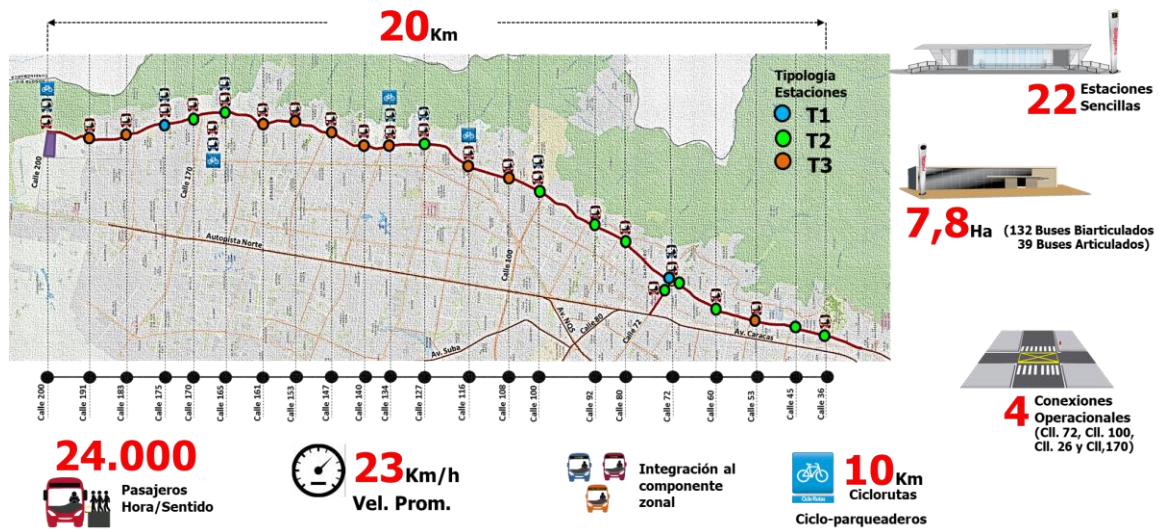 20Km
Tipología
Estaciones
T1
T2
T3
22 Estaciones
Sencillas
7,8Ha (132 Buses Biarticulados
39 Buses Articulados)
4 Conexiones
Operacionales
(Cll. 72, Cll. 100,
Cll. 26 y Cll,170)
Calle 200
Calle 170
Autopista Norte
Calle 100
Av. NQS
Calle 80
Calle 72
Av. Suba
Av. Caracas
Calle 200
Calle 191
Calle 183
Calle 175
Calle 170
Calle 165
Calle 161
Calle 153
Calle 147
Calle 140
Calle 134
Calle 127
Calle 116
Calle 108
Calle 100
Calle 92
Calle 80
Calle 72
Calle 60
Calle 53
Calle 45
Calle 36
24.000
Pasajeros
Hora/Sentido
23Km/h
Vel. Prom.
Integración al
componente
zonal
10Km
Ciclorutas
Ciclo-parqueaderos